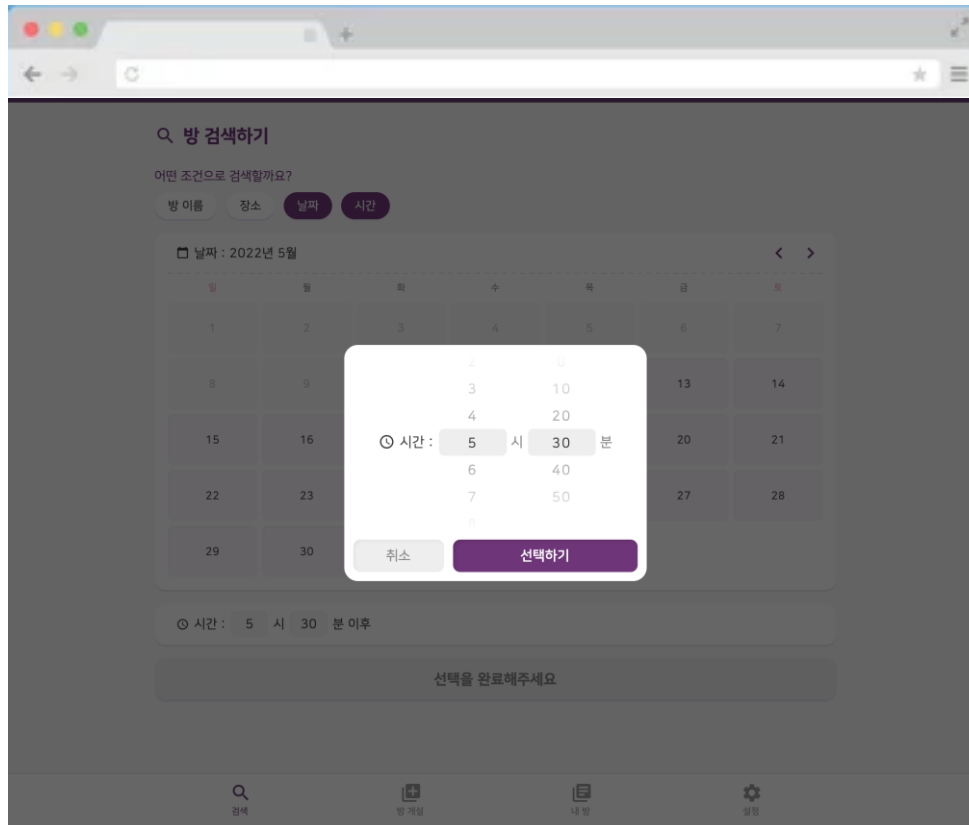 방 검색하기
어떤 조건으로 검색할까요?
방 이름 장소 날짜 시간
날짜 : 2022년 5월
일 월 화 수 목 금 토
1 2 3 4 5 6 7
8 9 13 14
15 16 20 21
22 23 27 28
29 30
2
3 10
4 20
시간 : 5 시 30 분
6 40
7 50
취소 선택하기
시간 : 5 시 30 분 이후
선택을 완료해주세요
검색 방 개설 내 방 설정